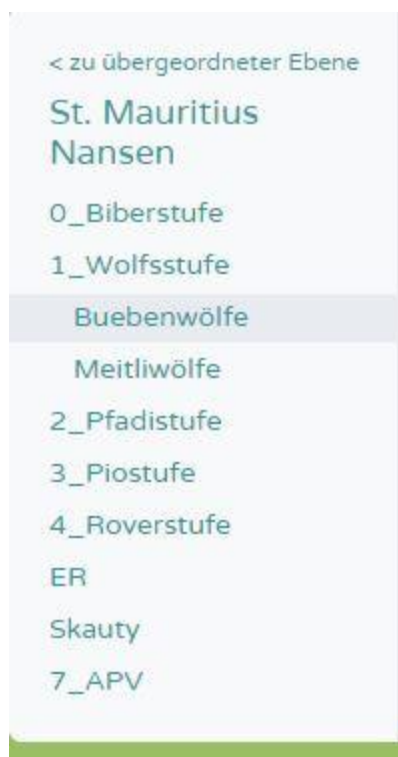 < zu übergeordneter Ebene
St. Mauritius
Nansen
0_Biberstufe
1_Wolfsstufe
Buebenwölfe
Meitliwölfe
2_Pfadistufe
3_Piostufe
4_Roverstufe
ER
Skauty
7_APV